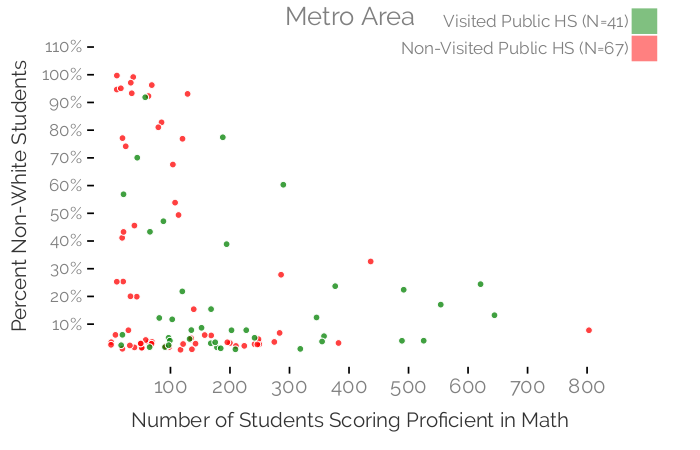 Metro Area
Visited Public HS (N=41)
Non-Visited Public HS (N=67)
Percent Non-White Students
110%
100%
90%
80%
70%
60%
50%
40%
30%
20%
10%
100 200 300 400 500 600 700 800
Number of Students Scoring Proficient in Math